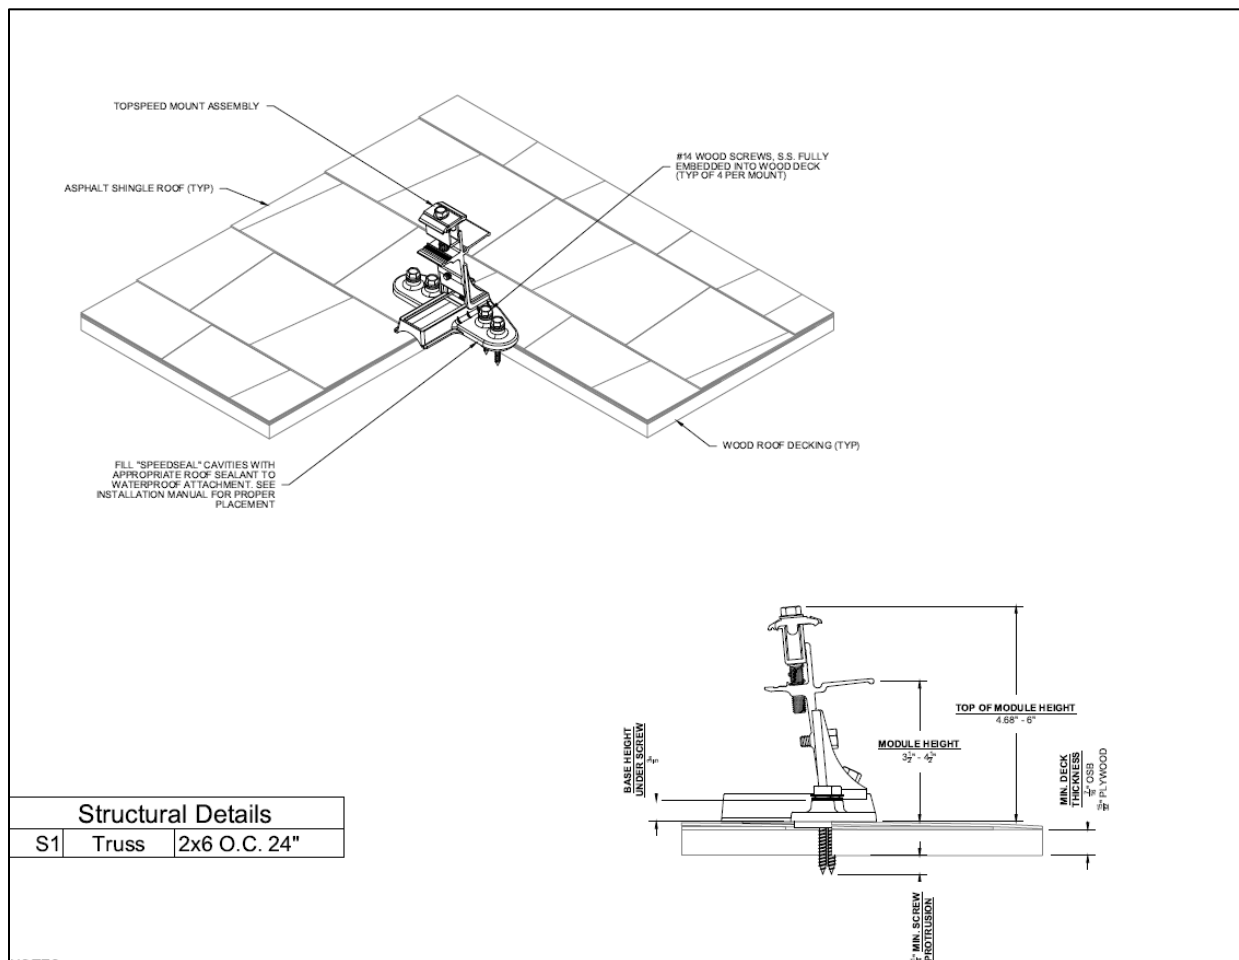 TOPSPEED MOUNT ASSEMBLY
#14 WOOD SCREWS, S.S. FULLY
EMBEDDED INTO WOOD DECK
(TYP OF 4 PER MOUNT)
ASPHALT SHINGLE ROOF (TYP)
WOOD ROOF DECKING (TYP)
FILL "SPEEDSEAL" CAVITIES WITH
APPROPRIATE ROOF SEALANT TO
WATERPROOF ATTACHMENT. SEE
INSTALLATION MANUAL FOR PROPER
PLACEMENT
TOP OF MODULE HEIGHT
4.68" - 6"
MODULE HEIGHT
BASE HEIGHT
UNDER SCREW
MIN. DECK
THICKNESS
OSB
PLYWOOD
Structural Details
S1 Truss 2x6 O.C. 24"
MIN. SCREW
PROTRUSION